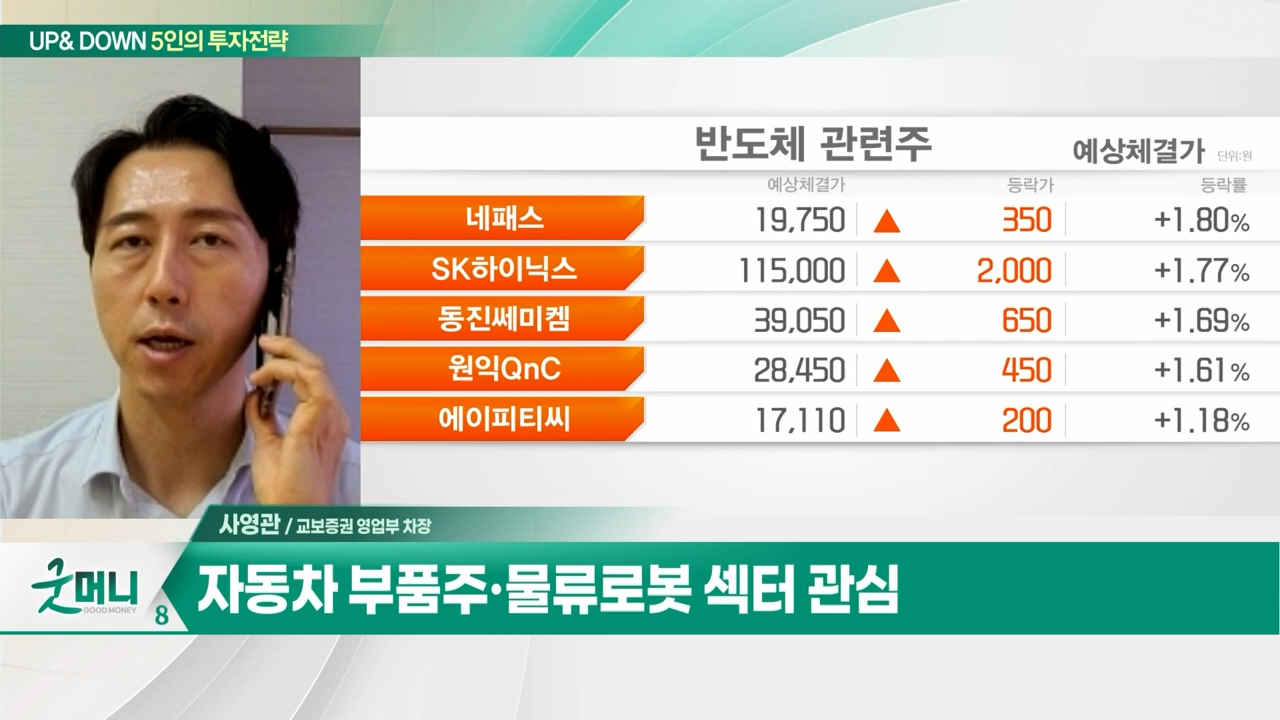 UP& DOWN 5인의 투자전략
반도체 관련주 예상체결가 단위:원
예상체결가 등락가 등락률
네패스 19,750 ▲ 350 +1.80%
SK하이닉스 115,000 ▲ 2,000 +1.77%
동진쎄미켐 39,050 ▲ 650 +1.69%
원익QnC 28,450 ▲ 450 +1.61%
에이피티씨 17,110 ▲ 200 +1.18%
사영관 / 교보증권 영업부 차장
굿머니 GOOD MONEY 8
자동차 부품주·물류로봇 섹터 관심